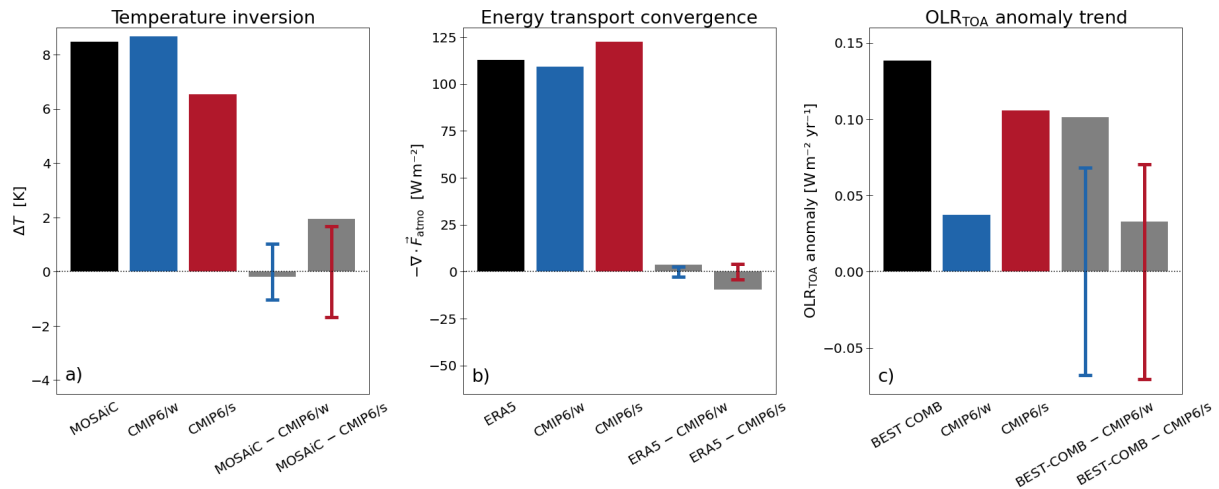 Temperature inversion
8
6
4
2
0
−2
−4
ΔT [K]
a)
MOSAiC
CMIP6/w
CMIP6/s
MOSAiC − CMIP6/w
MOSAiC − CMIP6/s
Energy transport convergence
125
100
75
50
25
0
−25
−50
−∇ · F⃗atmo [W m⁻²]
b)
ERA5
CMIP6/w
CMIP6/s
ERA5 − CMIP6/w
ERA5 − CMIP6/s
OLRTOA anomaly trend
0.15
0.10
0.05
0.00
−0.05
OLRTOA anomaly [W m⁻² yr⁻¹]
c)
BEST COMB
CMIP6/w
CMIP6/s
BEST-COMB − CMIP6/w
BEST-COMB − CMIP6/s